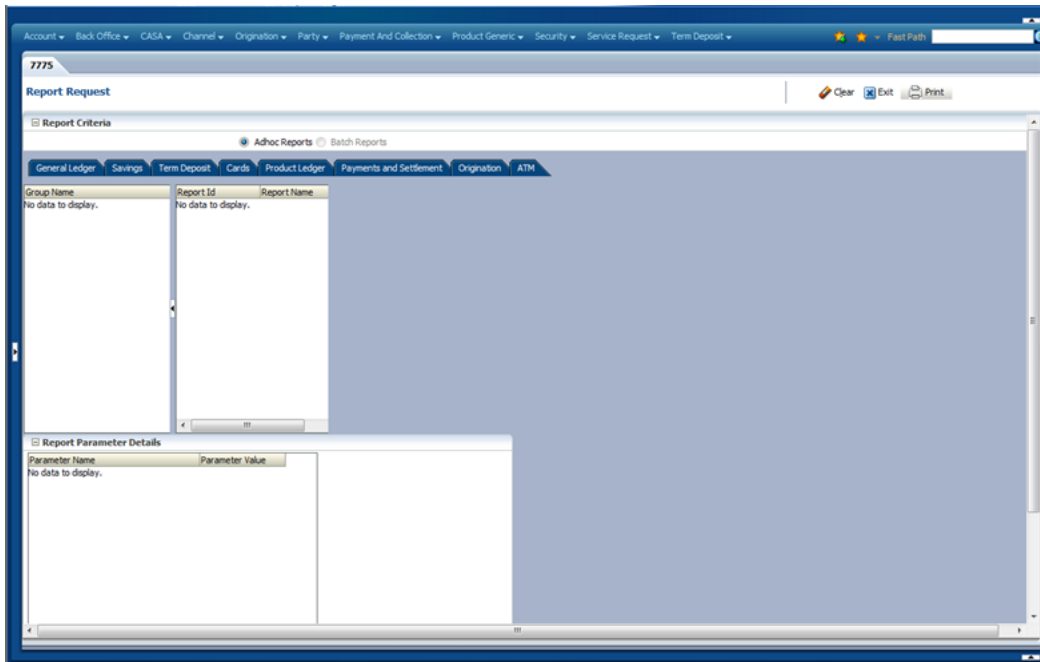 Account Back Office CASA Channel Origination Party Payment And Collection Product Generic Security Service Request Term Deposit Fast Path
7775
Report Request Clear Exit Print
Report Criteria
Adhoc Reports Batch Reports
General Ledger Savings Term Deposit Cards Product Ledger Payments and Settlement Origination ATM
Group Name Report Id Report Name
No data to display. No data to display.
Report Parameter Details
Parameter Name Parameter Value
No data to display.